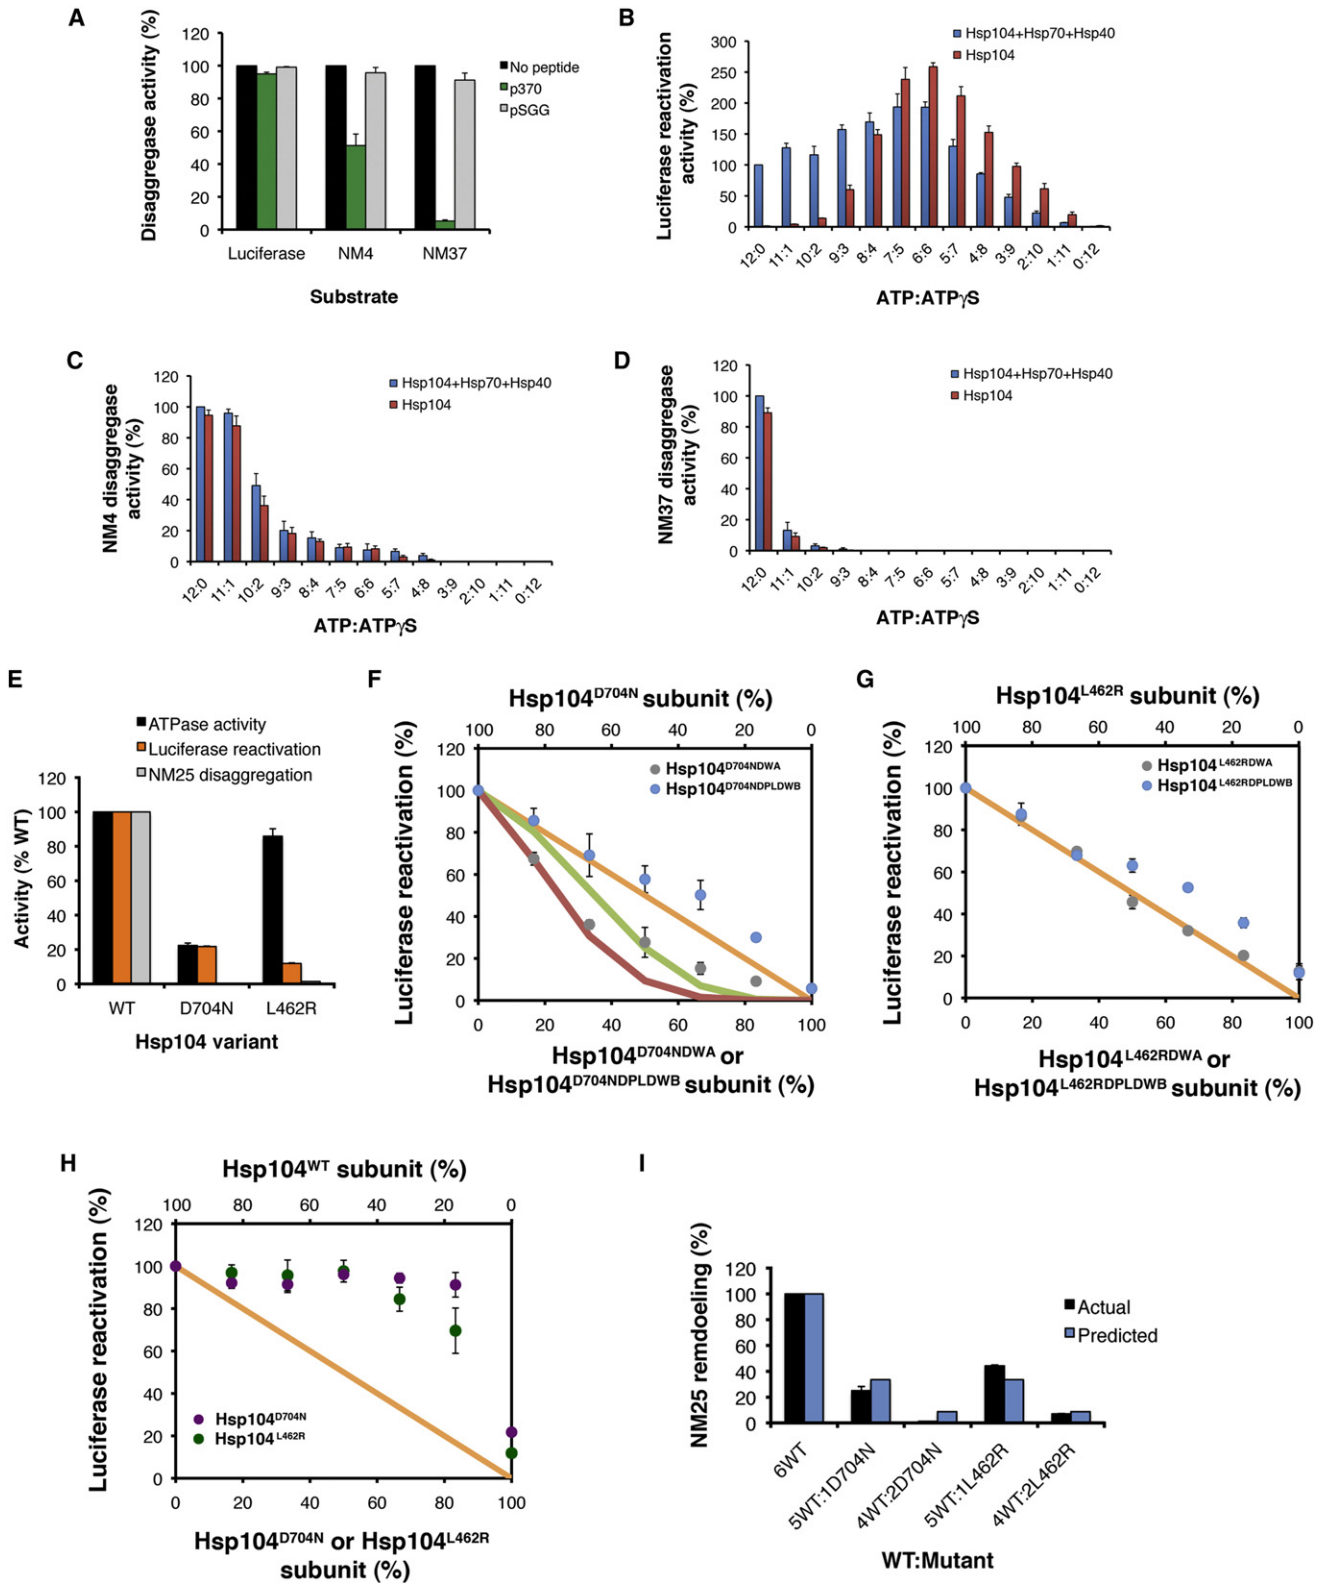 A
Disaggregase activity (%)
120
100
80
60
40
20
0
No peptide
p370
pSGG
Luciferase NM4 NM37
Substrate
B
Luciferase reactivation
activity (%)
Hsp104+Hsp70+Hsp40
Hsp104
300
250
200
150
100
50
0
12:0 11:1 10:2 9:3 8:4 7:5 6:6 5:7 4:8 3:9 2:10 1:11 0:12
ATP:ATPγS
C
NM4 disaggregase
activity (%)
Hsp104+Hsp70+Hsp40
Hsp104
120
100
80
60
40
20
0
12:0 11:1 10:2 9:3 8:4 7:5 6:6 5:7 4:8 3:9 2:10 1:11 0:12
ATP:ATPγS
D
NM37 disaggregase
activity (%)
Hsp104+Hsp70+Hsp40
Hsp104
120
100
80
60
40
20
0
12:0 11:1 10:2 9:3 8:4 7:5 6:6 5:7 4:8 3:9 2:10 1:11 0:12
ATP:ATPγS
E
Activity (% WT)
ATPase activity
Luciferase reactivation
NM25 disaggregation
120
100
80
60
40
20
0
WT D704N L462R
Hsp104 variant
F
Hsp104D704N subunit (%)
100 80 60 40 20 0
Luciferase reactivation (%)
120
100
80
60
40
20
0
Hsp104D704NDWA
Hsp104D704NDPLDWB
0 20 40 60 80 100
Hsp104D704NDWA or
Hsp104D704NDPLDWB subunit (%)
G
Hsp104L462R subunit (%)
100 80 60 40 20 0
Luciferase reactivation (%)
120
100
80
60
40
20
0
Hsp104L462RDWA
Hsp104L462RDPLDWB
0 20 40 60 80 100
Hsp104L462RDWA or
Hsp104L462RDPLDWB subunit (%)
H
Hsp104WT subunit (%)
100 80 60 40 20 0
Luciferase reactivation (%)
120
100
80
60
40
20
0
Hsp104D704N
Hsp104L462R
0 20 40 60 80 100
Hsp104D704N or Hsp104L462R
subunit (%)
I
NM25 remdoeling (%)
120
100
80
60
40
20
0
Actual
Predicted
6WT 5WT:1D704N 4WT:2D704N 5WT:1L462R 4WT:2L462R
WT:Mutant